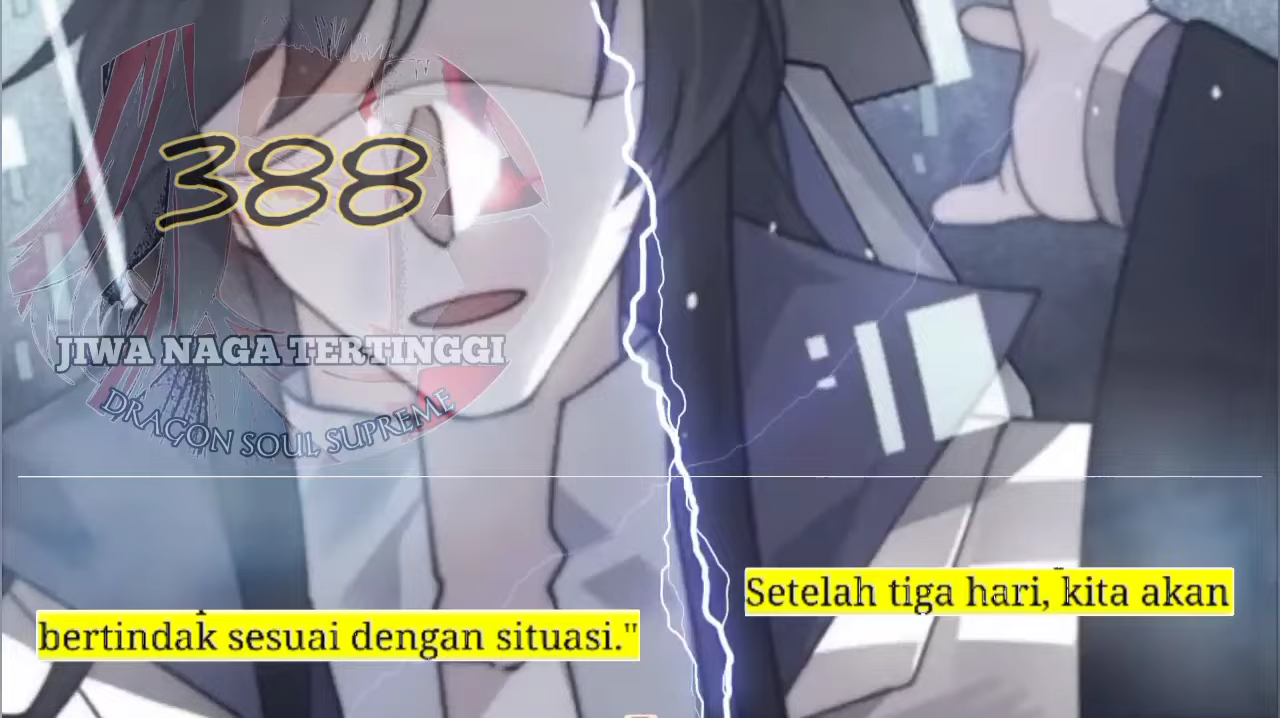 388
JIWA NAGA TERTINGGI
DRAGON SOUL SUPREME
Setelah tiga hari, kita akan
bertindak sesuai dengan situasi."